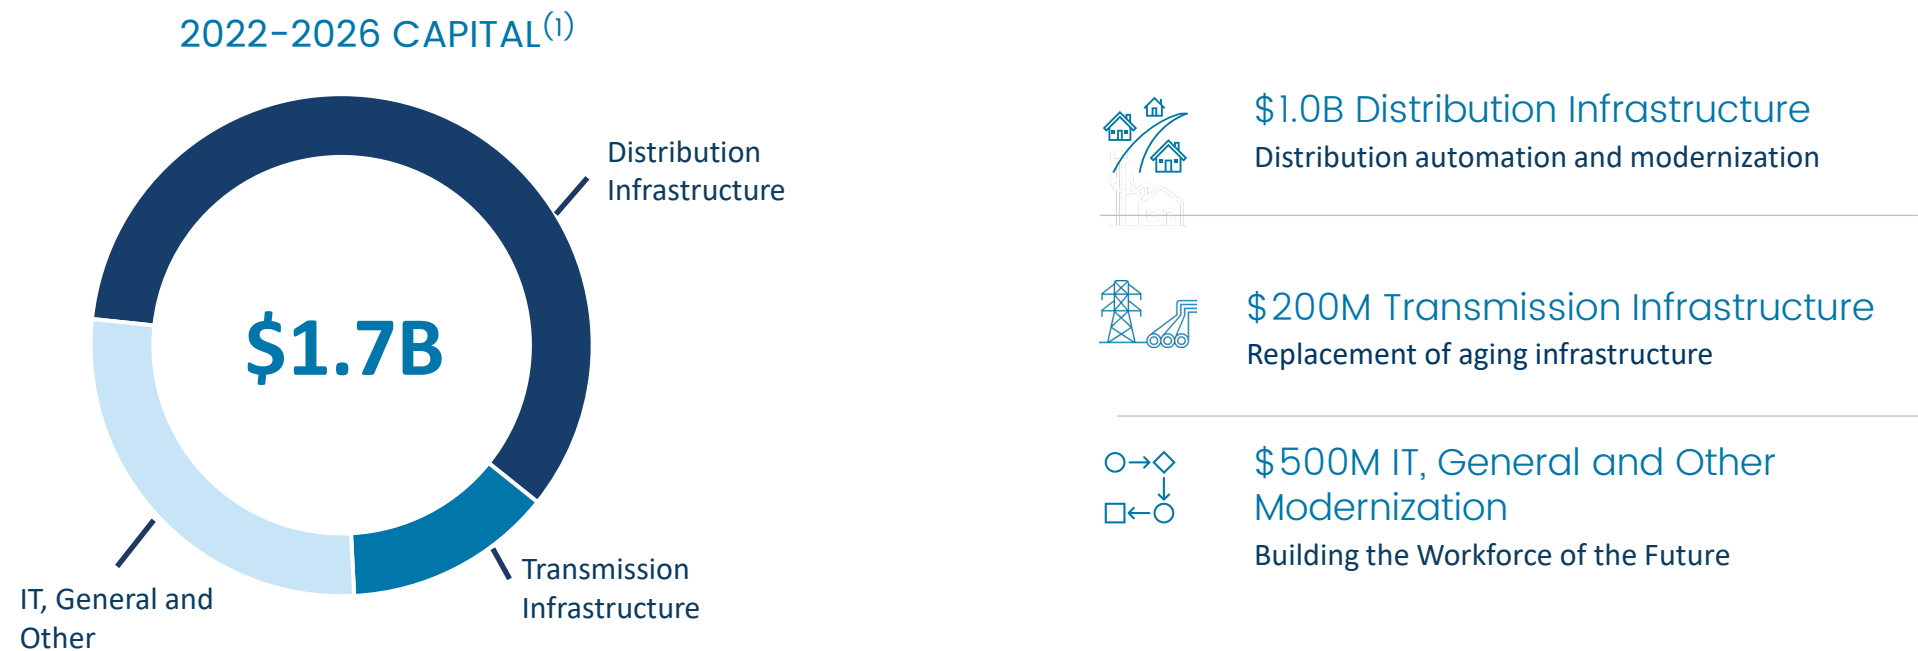 2022-2026 CAPITAL(1)
Distribution
Infrastructure
$1.7B
Transmission
Infrastructure
IT, General and
Other
$1.0B Distribution Infrastructure
Distribution automation and modernization
$200M Transmission Infrastructure
Replacement of aging infrastructure
$500M IT, General and Other
Modernization
Building the Workforce of the Future